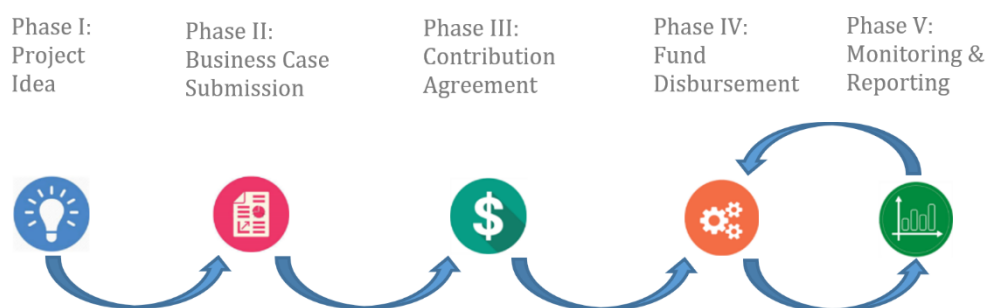 Phase I:
Project
Idea
Phase II:
Business Case
Submission
Phase III:
Contribution
Agreement
Phase IV:
Fund
Disbursement
Phase V:
Monitoring &
Reporting
$